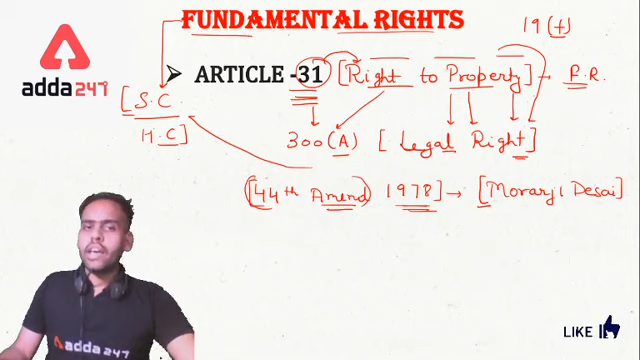 FUNDAMENTAL RIGHTS
19 (f)
adda247
➤ ARTICLE -31 [Right to Property] → F.R.
[S.C.
H.C]
300 (A) [Legal Right]
(44th Amend) 1978] → [Morarji Desai]
adda247
LIKE